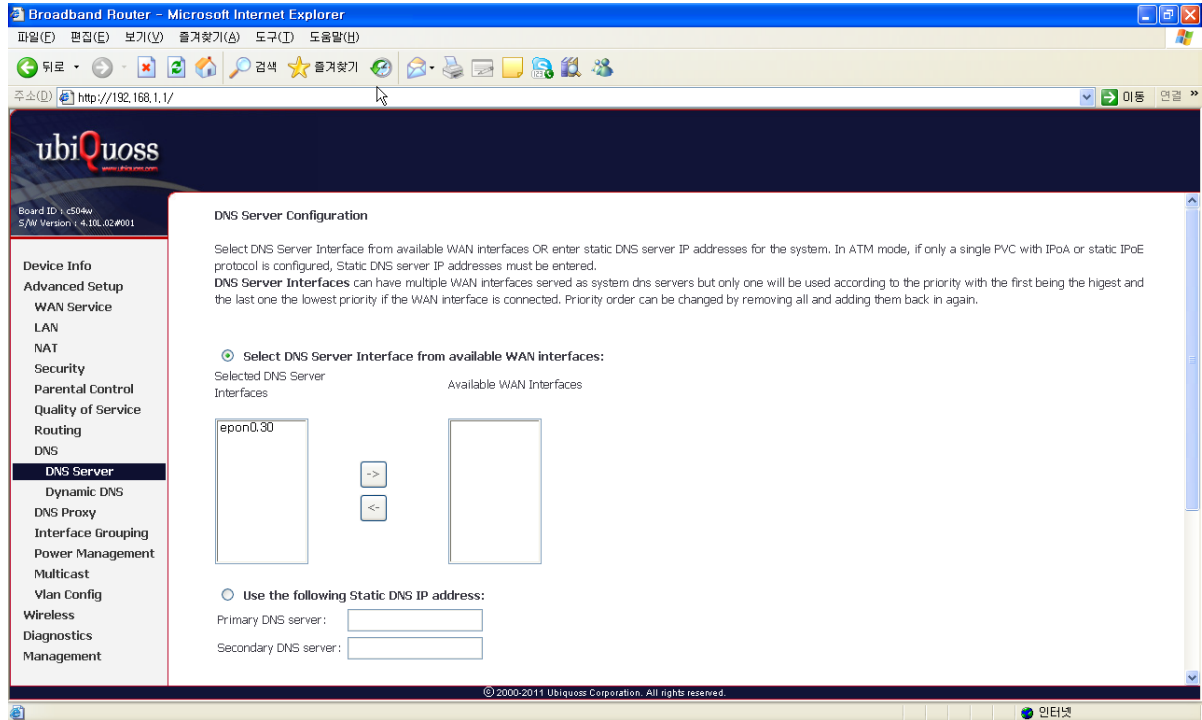 Broadband Router - Microsoft Internet Explorer
파일(F) 편집(E) 보기(V) 즐겨찾기(A) 도구(T) 도움말(H)
뒤로 검색 즐겨찾기
주소(D) http://192.168.1.1/ 이동 연결 »
ubiQuoss
www.ubiquoss.com
Board ID : c504w
S/W Version : 4.10L.02#001
Device Info
Advanced Setup
WAN Service
LAN
NAT
Security
Parental Control
Quality of Service
Routing
DNS
DNS Server
Dynamic DNS
DNS Proxy
Interface Grouping
Power Management
Multicast
Vlan Config
Wireless
Diagnostics
Management
DNS Server Configuration
Select DNS Server Interface from available WAN interfaces OR enter static DNS server IP addresses for the system. In ATM mode, if only a single PVC with IPoA or static IPoE
protocol is configured, Static DNS server IP addresses must be entered.
DNS Server Interfaces can have multiple WAN interfaces served as system dns servers but only one will be used according to the priority with the first being the higest and
the last one the lowest priority if the WAN interface is connected. Priority order can be changed by removing all and adding them back in again.
Select DNS Server Interface from available WAN interfaces:
Selected DNS Server
Interfaces
Available WAN Interfaces
epon0.30
->
<-
Use the following Static DNS IP address:
Primary DNS server:
Secondary DNS server:
© 2000-2011 Ubiquoss Corporation. All rights reserved.
인터넷